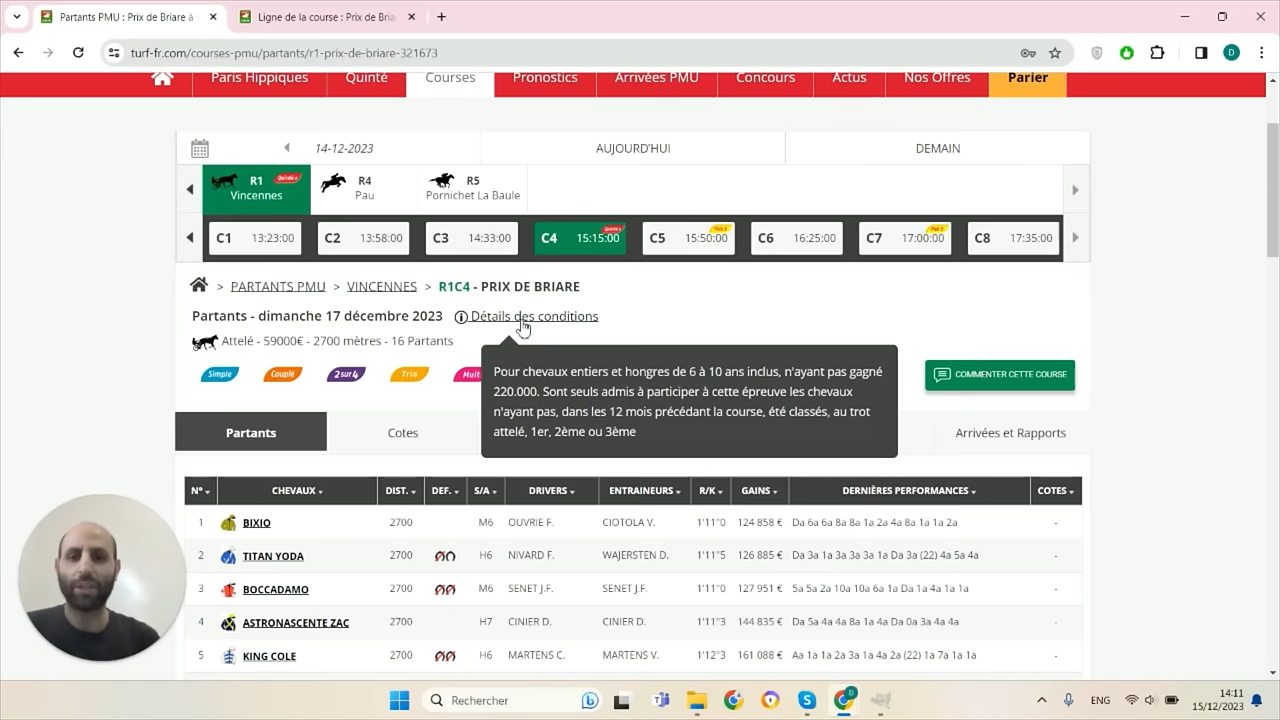 Partants PMU : Prix de Briare à
Ligne de la course : Prix de Bria
turf-fr.com/courses-pmu/partants/r1-prix-de-briare-321673
D
Paris Hippiques Quinté Courses Pronostics Arrivées PMU Concours Actus Nos Offres Parier
14-12-2023 AUJOURD'HUI DEMAIN
R1 Quinté+ R4 R5
Vincennes Pau Pornichet La Baule
C1 13:23:00 C2 13:58:00 C3 14:33:00 C4 15:15:00 C5 15:50:00 C6 16:25:00 C7 17:00:00 C8 17:35:00
> PARTANTS PMU > VINCENNES > R1C4 - PRIX DE BRIARE
Partants - dimanche 17 décembre 2023 Détails des conditions
Attelé - 59000€ - 2700 mètres - 16 Partants
Simple Couplé 2sur4 Trio Mult
Pour chevaux entiers et hongres de 6 à 10 ans inclus, n'ayant pas gagné
220.000. Sont seuls admis à participer à cette épreuve les chevaux
n'ayant pas, dans les 12 mois précédant la course, été classés, au trot
attelé, 1er, 2ème ou 3ème
COMMENTER CETTE COURSE
Partants Cotes Arrivées et Rapports
N° CHEVAUX DIST. DEF. S/A DRIVERS ENTRAINEURS R/K GAINS DERNIÈRES PERFORMANCES COTES
1 BIXIO 2700 M6 OUVRIE F. CIOTOLA V. 1'11"0 124 858 € Da 6a 6a 8a 8a 1a 2a 4a 8a 1a 1a 2a -
2 TITAN YODA 2700 H6 NIVARD F. WAJERSTEN D. 1'11"5 126 885 € Da 3a 1a 3a 3a 3a 1a Da 3a (22) 4a 5a 4a -
3 BOCCADAMO 2700 M6 SENET J.F. SENET J.F. 1'11"0 127 951 € 5a 5a 2a 10a 10a 6a 1a Da 1a 4a 1a 1a -
4 ASTRONASCENTE ZAC 2700 H7 CINIER D. CINIER D. 1'11"3 144 835 € Da 5a 4a 4a 8a 1a 4a Da 0a 3a 4a 4a -
5 KING COLE 2700 H6 MARTENS C. MARTENS V. 1'12"3 161 088 € Aa 1a 1a 2a 3a 1a 4a 2a (22) 1a 7a 1a 1a -
Rechercher
D
ENG
14:11
15/12/2023